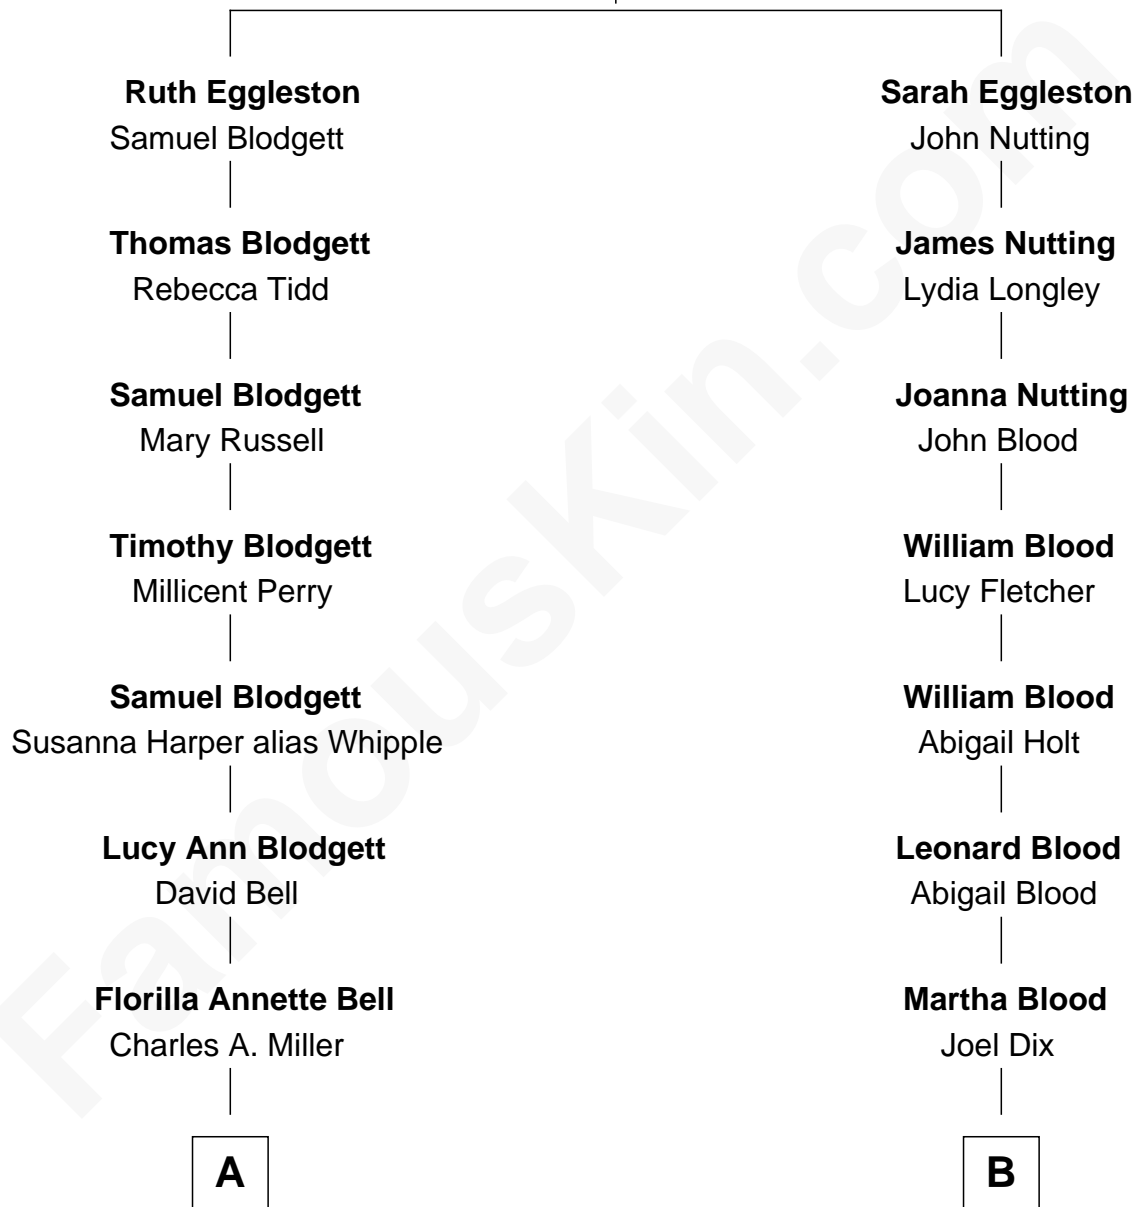 Ruth Eggleston
Samuel Blodgett
Thomas Blodgett
Rebecca Tidd
Samuel Blodgett
Mary Russell
Timothy Blodgett
Millicent Perry
Samuel Blodgett
Susanna Harper alias Whipple
Lucy Ann Blodgett
David Bell
Florilla Annette Bell
Charles A. Miller
A
Sarah Eggleston
John Nutting
James Nutting
Lydia Longley
Joanna Nutting
John Blood
William Blood
Lucy Fletcher
William Blood
Abigail Holt
Leonard Blood
Abigail Blood
Martha Blood
Joel Dix
B
FamousKin.com